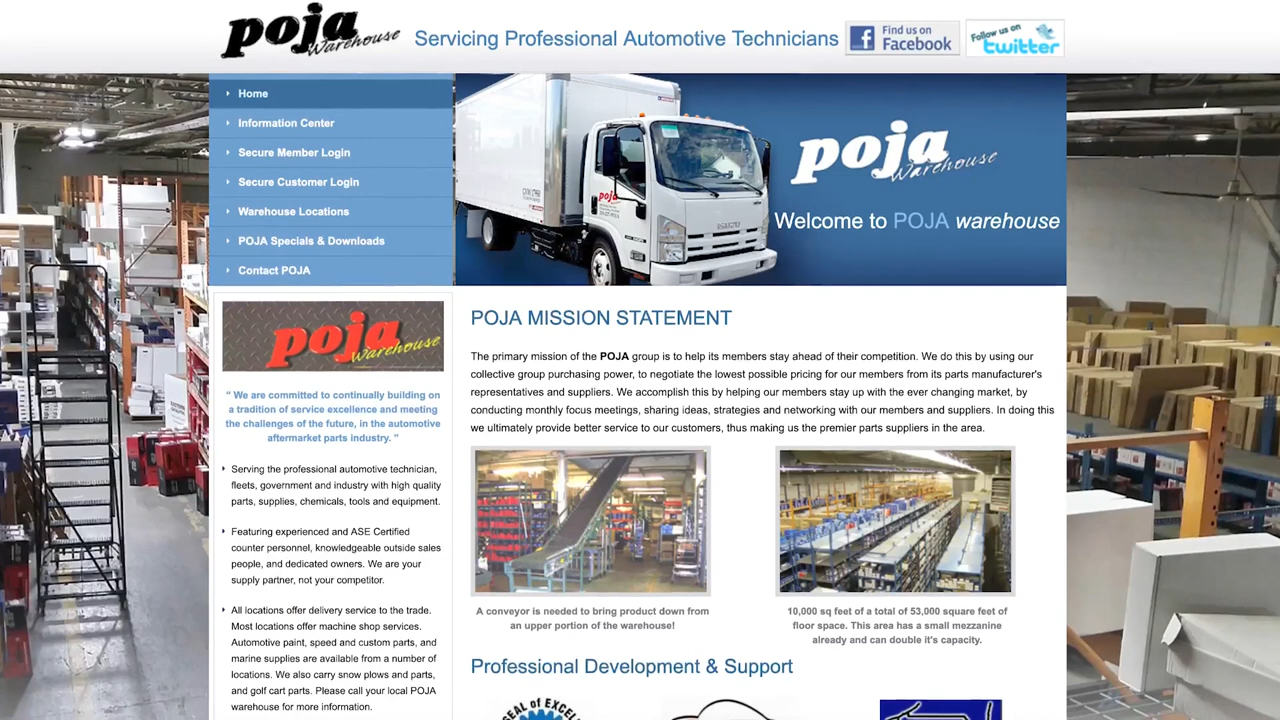 poja Warehouse
Servicing Professional Automotive Technicians
Find us on Facebook
Follow us on twitter
Home
Information Center
Secure Member Login
Secure Customer Login
Warehouse Locations
POJA Specials & Downloads
Contact POJA
poja
ISUZU
poja Warehouse
Welcome to POJA warehouse
poja Warehouse
“ We are committed to continually building on
a tradition of service excellence and meeting
the challenges of the future, in the automotive
aftermarket parts industry. ”
Serving the professional automotive technician,
fleets, government and industry with high quality
parts, supplies, chemicals, tools and equipment.
Featuring experienced and ASE Certified
counter personnel, knowledgeable outside sales
people, and dedicated owners. We are your
supply partner, not your competitor.
All locations offer delivery service to the trade.
Most locations offer machine shop services.
Automotive paint, speed and custom parts, and
marine supplies are available from a number of
locations. We also carry snow plows and parts,
and golf cart parts. Please call your local POJA
warehouse for more information.
POJA MISSION STATEMENT
The primary mission of the POJA group is to help its members stay ahead of their competition. We do this by using our
collective group purchasing power, to negotiate the lowest possible pricing for our members from its parts manufacturer's
representatives and suppliers. We accomplish this by helping our members stay up with the ever changing market, by
conducting monthly focus meetings, sharing ideas, strategies and networking with our members and suppliers. In doing this
we ultimately provide better service to our customers, thus making us the premier parts suppliers in the area.
A conveyor is needed to bring product down from
an upper portion of the warehouse!
10,000 sq feet of a total of 53,000 square feet of
floor space. This area has a small mezzanine
already and can double it's capacity.
Professional Development & Support
SEAL of